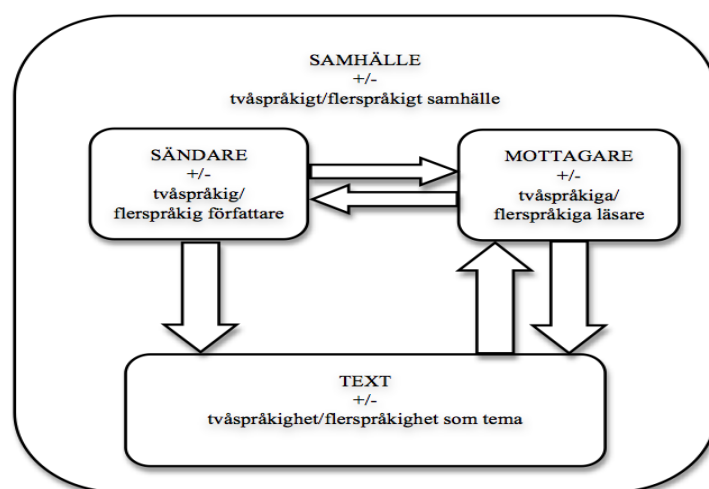 SAMHÄLLE
+/-
tvåspråkigt/flerspråkigt samhälle
SÄNDARE
+/-
tvåspråkig/
flerspråkig författare
MOTTAGARE
+/-
tvåspråkiga/
flerspråkiga läsare
TEXT
+/-
tvåspråkighet/flerspråkighet som tema